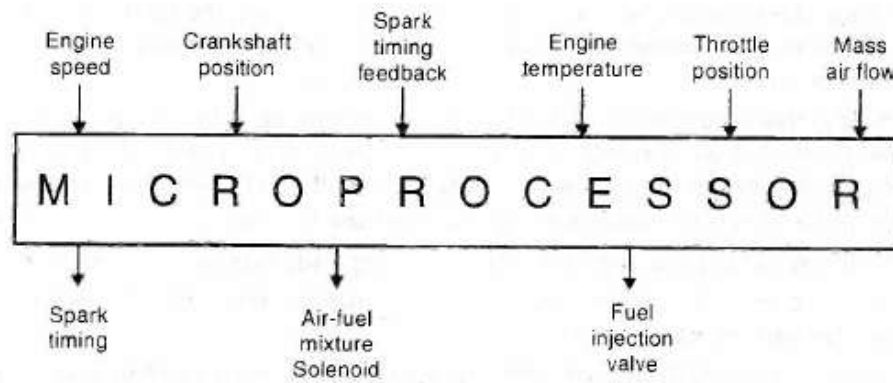 Engine
speed
Crankshaft
position
Spark
timing
feedback
Engine
temperature
Throttle
position
Mass
air flow
MICROPROCESSOR
Spark
timing
Air-fuel
mixture
Solenoid
Fuel
injection
valve